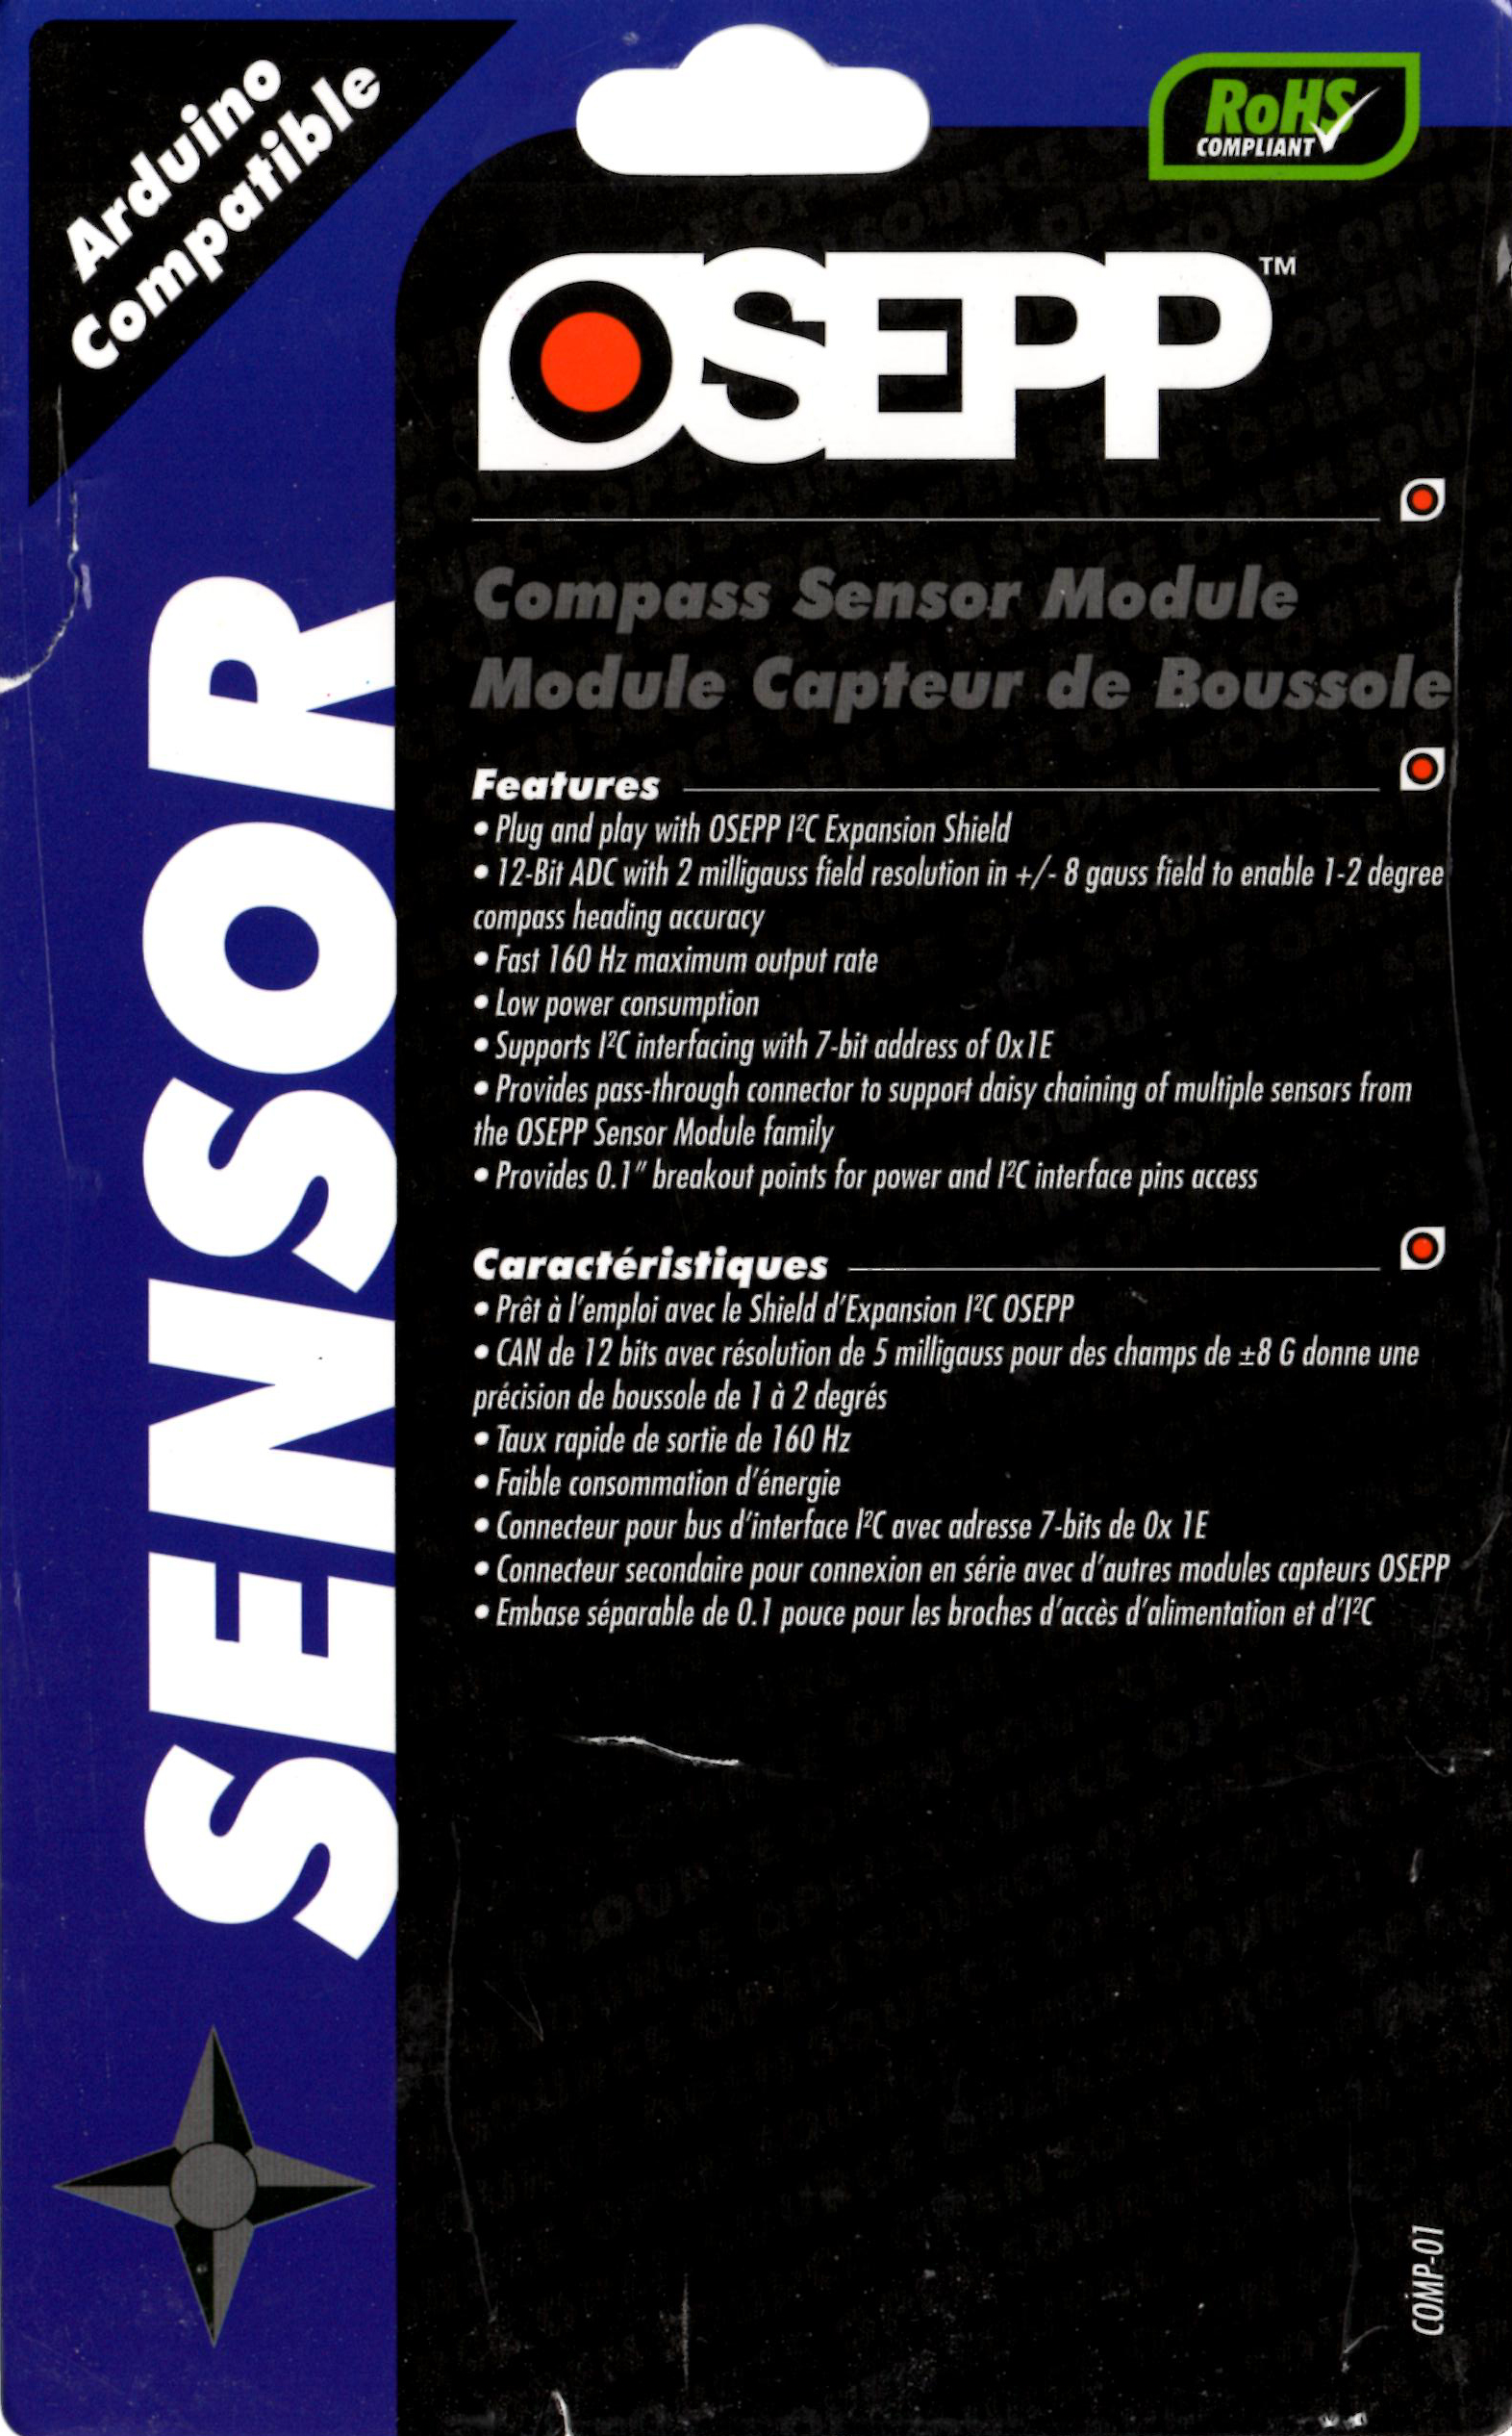 Arduino
Compatible
RoHS
COMPLIANT
OSEPP™
Compass Sensor Module
Module Capteur de Boussole
SENSOR
Features
• Plug and play with OSEPP I²C Expansion Shield
• 12-Bit ADC with 2 milligauss field resolution in +/- 8 gauss field to enable 1-2 degree
compass heading accuracy
• Fast 160 Hz maximum output rate
• Low power consumption
• Supports I²C interfacing with 7-bit address of 0x1E
• Provides pass-through connector to support daisy chaining of multiple sensors from
the OSEPP Sensor Module family
• Provides 0.1" breakout points for power and I²C interface pins access
Caractéristiques
• Prêt à l'emploi avec le Shield d'Expansion I²C OSEPP
• CAN de 12 bits avec résolution de 5 milligauss pour des champs de ±8 G donne une
précision de boussole de 1 à 2 degrés
• Taux rapide de sortie de 160 Hz
• Faible consommation d'énergie
• Connecteur pour bus d'interface I²C avec adresse 7-bits de 0x 1E
• Connecteur secondaire pour connexion en série avec d'autres modules capteurs OSEPP
• Embase séparable de 0.1 pouce pour les broches d'accès d'alimentation et d'I²C
COMP-01